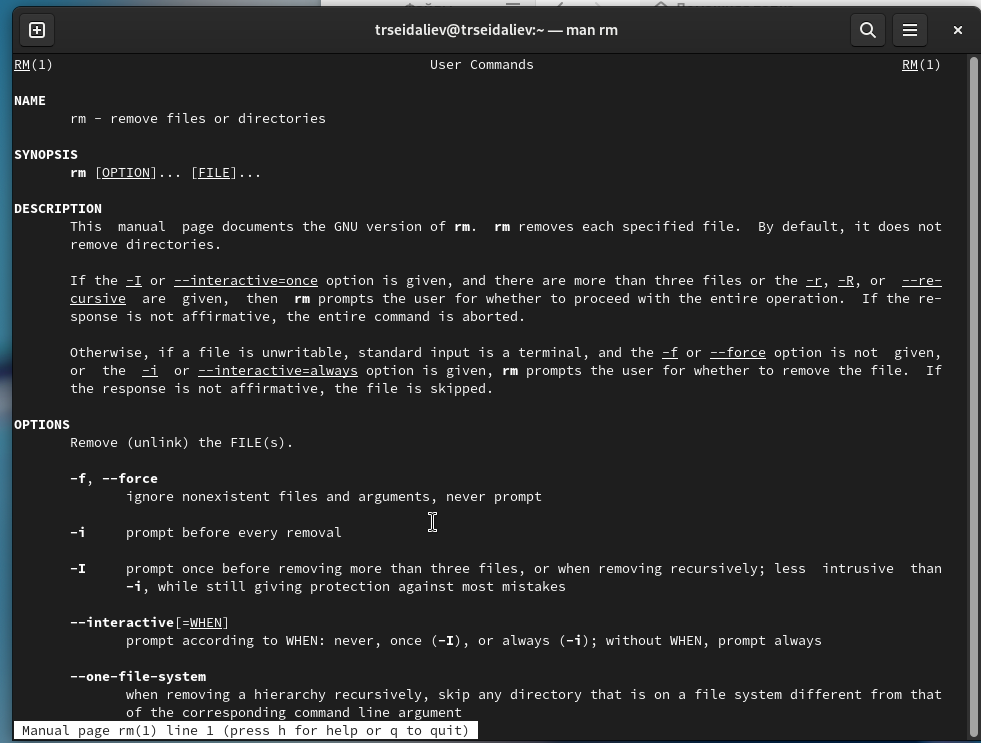 trseidaliev@trseidaliev:~ — man rm
RM(1) User Commands RM(1)
NAME
rm - remove files or directories
SYNOPSIS
rm [OPTION]... [FILE]...
DESCRIPTION
This manual page documents the GNU version of rm. rm removes each specified file. By default, it does not
remove directories.
If the -I or --interactive=once option is given, and there are more than three files or the -r, -R, or --re-
cursive are given, then rm prompts the user for whether to proceed with the entire operation. If the re-
sponse is not affirmative, the entire command is aborted.
Otherwise, if a file is unwritable, standard input is a terminal, and the -f or --force option is not given,
or the -i or --interactive=always option is given, rm prompts the user for whether to remove the file. If
the response is not affirmative, the file is skipped.
OPTIONS
Remove (unlink) the FILE(s).
-f, --force
ignore nonexistent files and arguments, never prompt
-i prompt before every removal
-I prompt once before removing more than three files, or when removing recursively; less intrusive than
-i, while still giving protection against most mistakes
--interactive[=WHEN]
prompt according to WHEN: never, once (-I), or always (-i); without WHEN, prompt always
--one-file-system
when removing a hierarchy recursively, skip any directory that is on a file system different from that
of the corresponding command line argument
Manual page rm(1) line 1 (press h for help or q to quit)